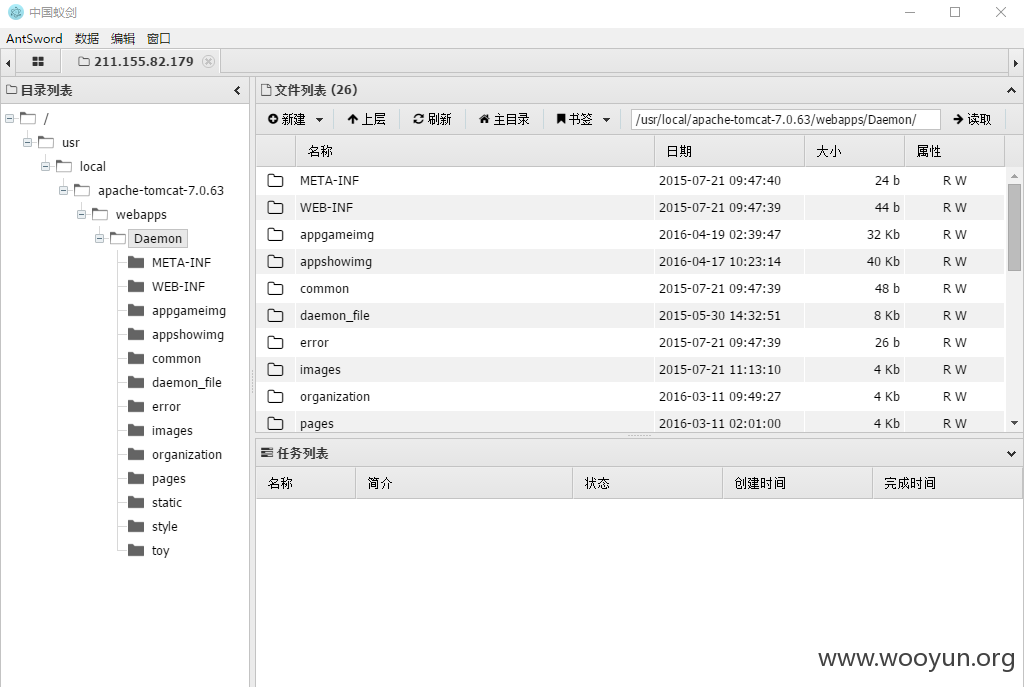 中国蚁剑
AntSword 数据 编辑 窗口
211.155.82.179
目录列表
/
usr
local
apache-tomcat-7.0.63
webapps
Daemon
META-INF
WEB-INF
appgameimg
appshowimg
common
daemon_file
error
images
organization
pages
static
style
toy
文件列表 (26)
新建 上层 刷新 主目录 书签 /usr/local/apache-tomcat-7.0.63/webapps/Daemon/ 读取
名称 日期 大小 属性
META-INF 2015-07-21 09:47:40 24 b R W
WEB-INF 2015-07-21 09:47:39 44 b R W
appgameimg 2016-04-19 02:39:47 32 Kb R W
appshowimg 2016-04-17 10:23:14 40 Kb R W
common 2015-07-21 09:47:39 48 b R W
daemon_file 2015-05-30 14:32:51 8 Kb R W
error 2015-07-21 09:47:39 26 b R W
images 2015-07-21 11:13:10 4 Kb R W
organization 2016-03-11 09:49:27 4 Kb R W
pages 2016-03-11 02:01:00 4 Kb R W
任务列表
名称 简介 状态 创建时间 完成时间
www.wooyun.org